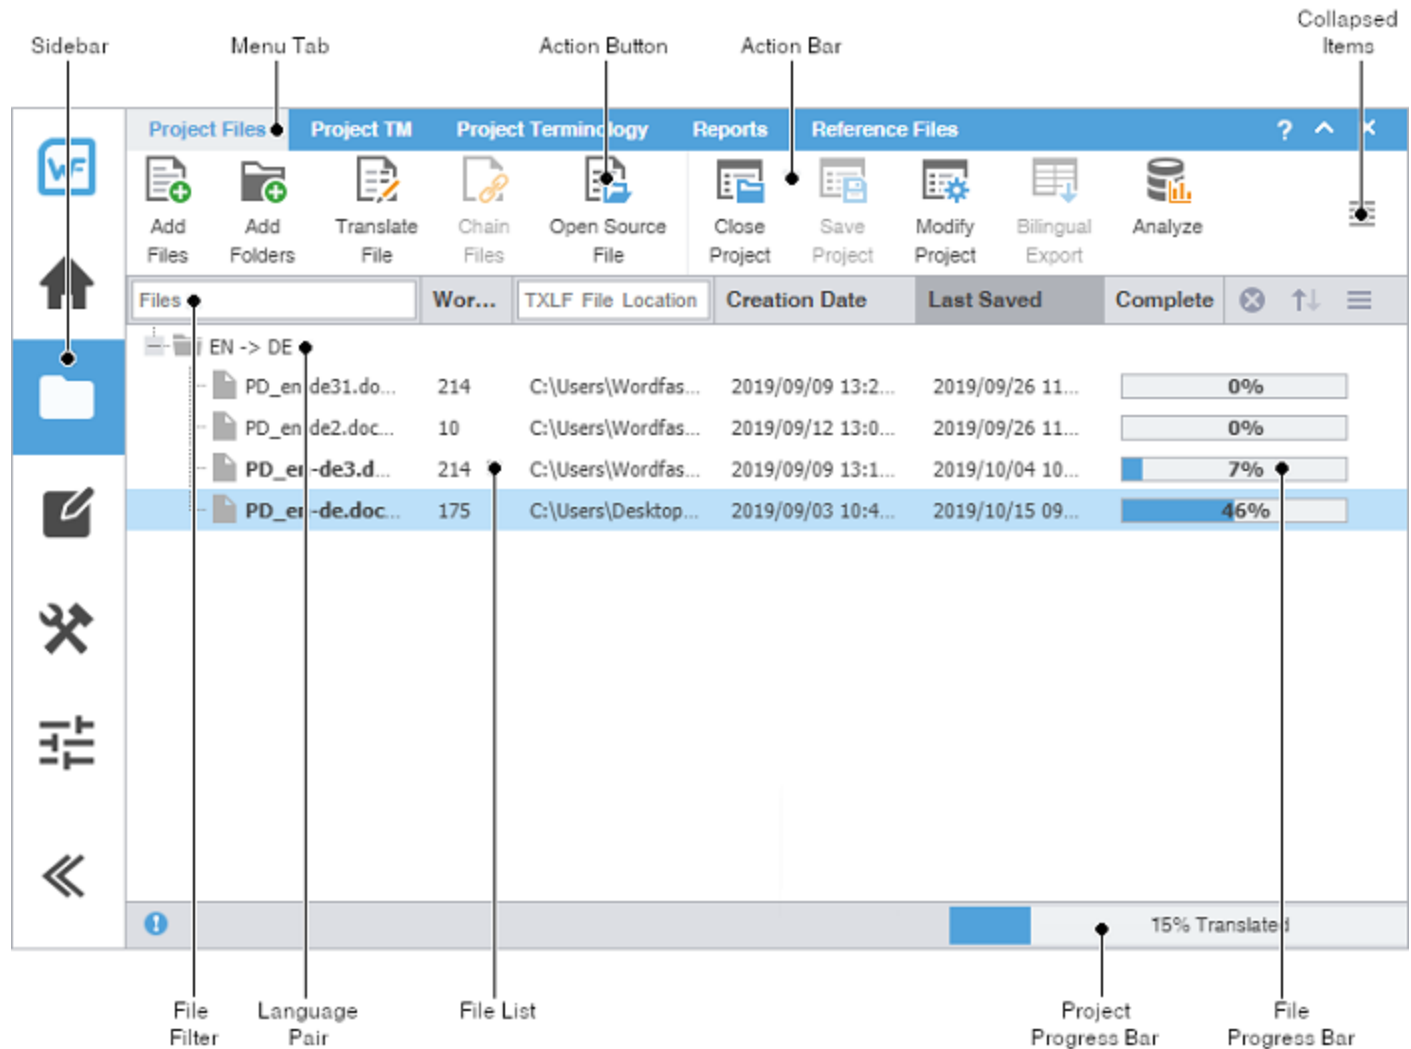 Collapsed
Items
Sidebar
Menu Tab
Action Button
Action Bar
WF
Project Files
Project TM
Project Terminology
Reports
Reference Files
?
Add
Files
Add
Folders
Translate
File
Chain
Files
Open Source
File
Close
Project
Save
Project
Modify
Project
Bilingual
Export
Analyze
Files
Wor...
TXLF File Location
Creation Date
Last Saved
Complete
EN -> DE
PD_en-de31.do... 214 C:\Users\Wordfas... 2019/09/09 13:2... 2019/09/26 11... 0%
PD_en-de2.doc... 10 C:\Users\Wordfas... 2019/09/12 13:0... 2019/09/26 11... 0%
PD_en-de3.d... 214 C:\Users\Wordfas... 2019/09/09 13:1... 2019/10/04 10... 7%
PD_en-de.doc... 175 C:\Users\Desktop... 2019/09/03 10:4... 2019/10/15 09... 46%
15% Translated
File
Filter
Language
Pair
File List
Project
Progress Bar
File
Progress Bar